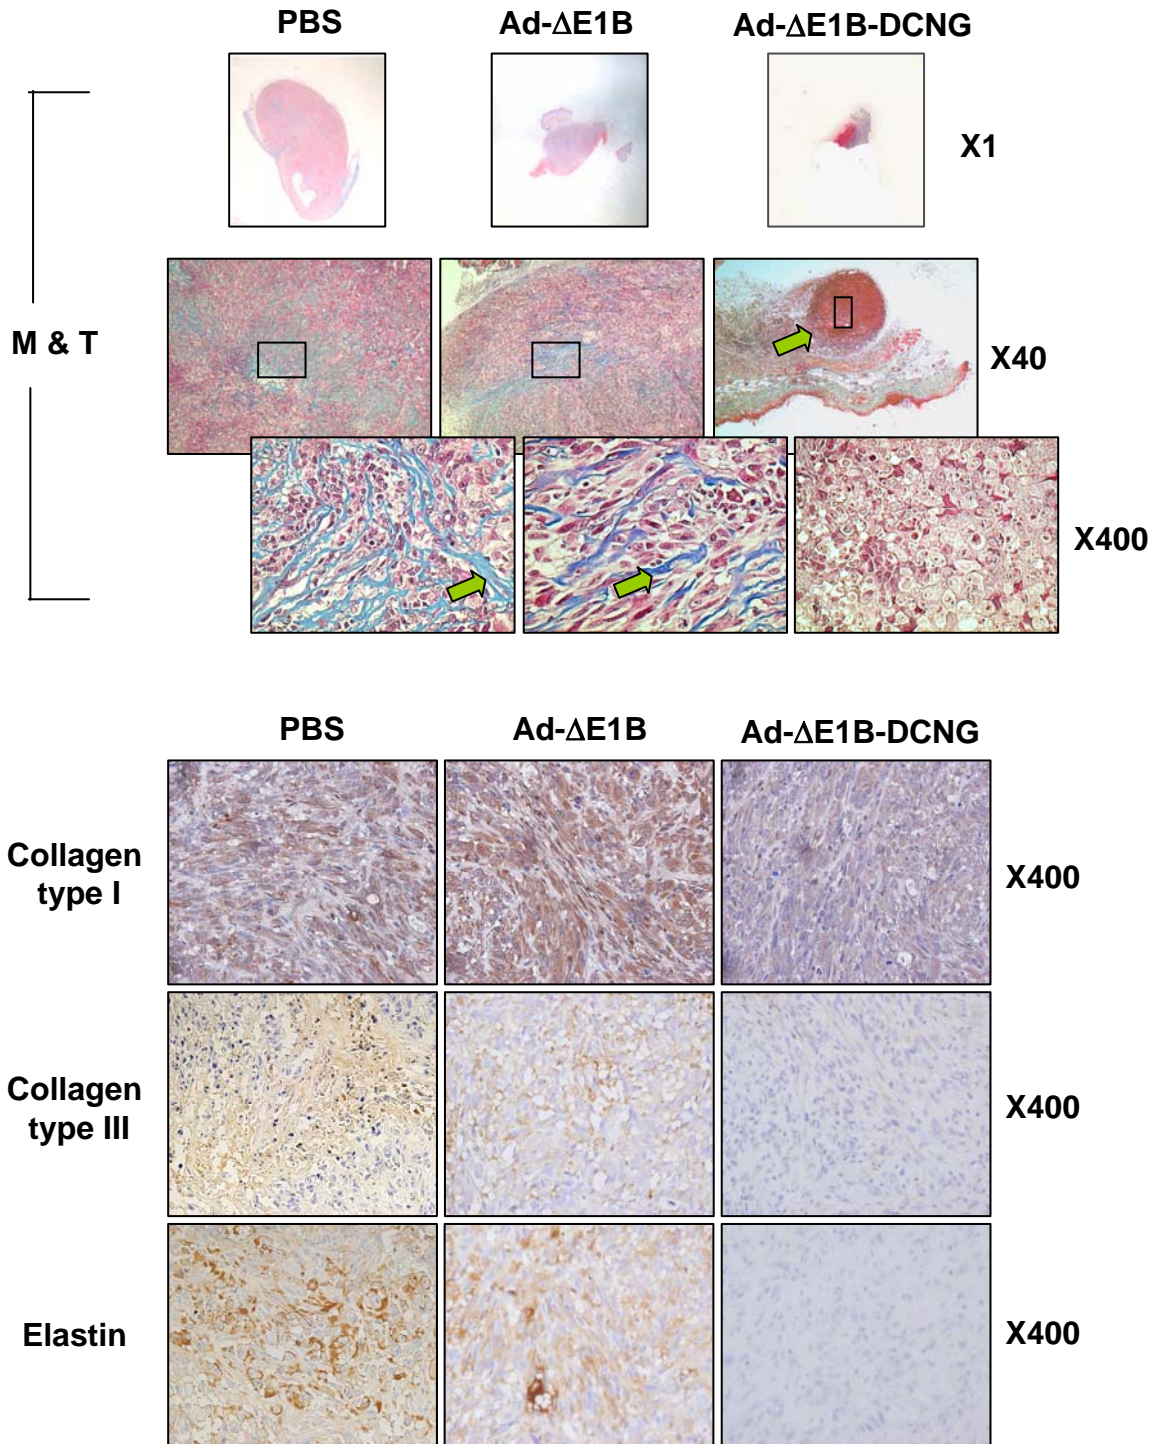 PBS Ad-ΔE1B Ad-ΔE1B-DCNG
X1
M & T
X40
X400
PBS Ad-ΔE1B Ad-ΔE1B-DCNG
Collagen
type I
X400
Collagen
type III
X400
Elastin
X400